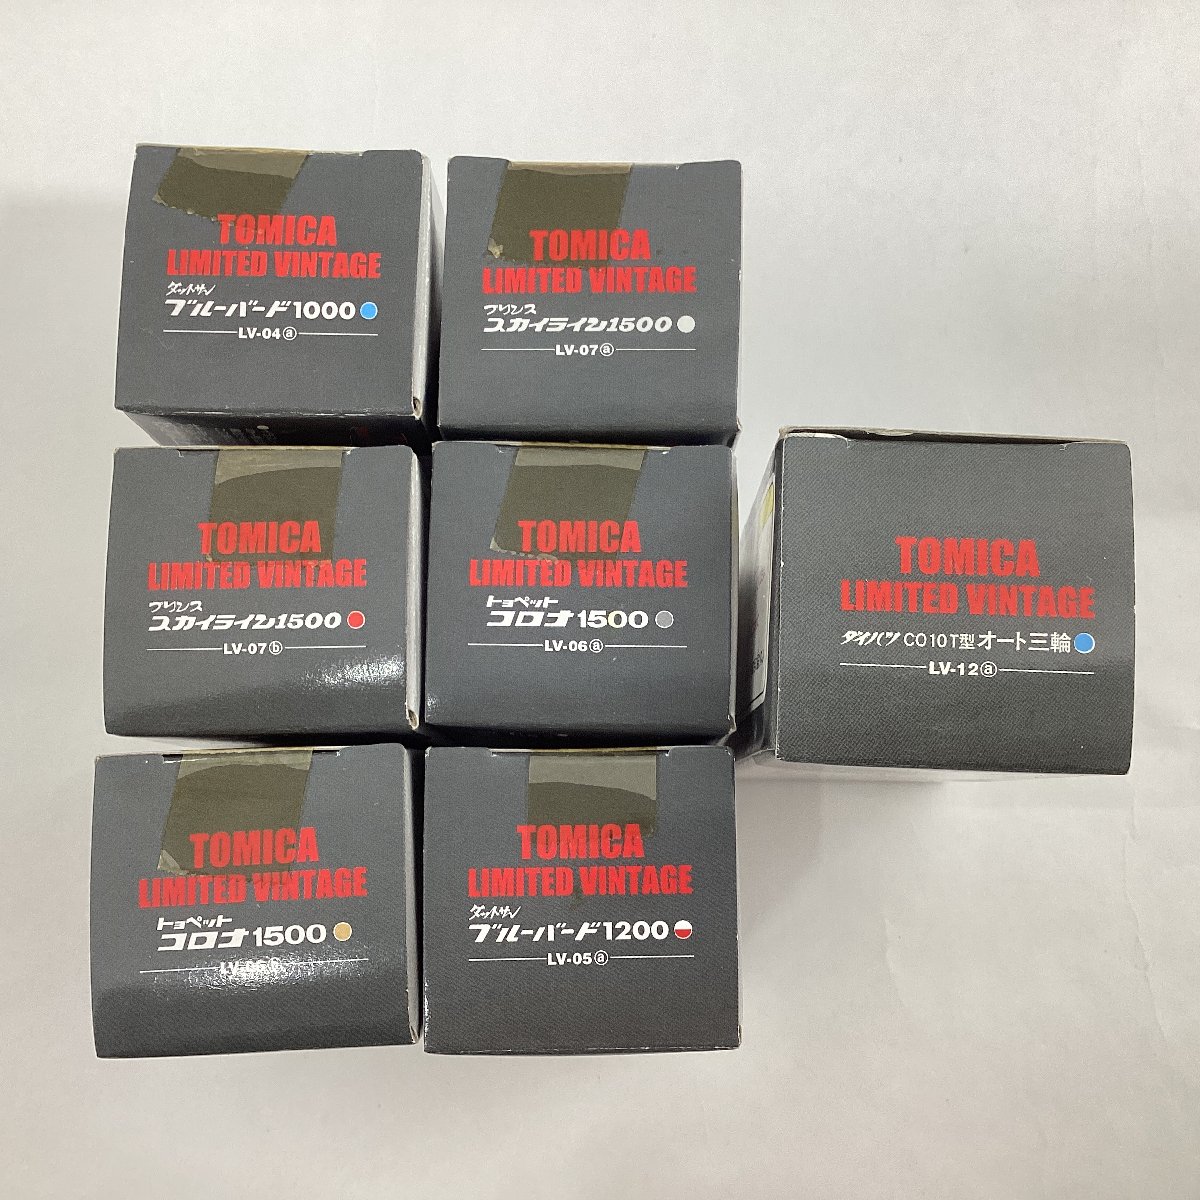 TOMICA
LIMITED VINTAGE
ダットサン
ブルーバード1000
LV-04ⓐ
TOMICA
LIMITED VINTAGE
プリンス
スカイライン1500
LV-07ⓐ
TOMICA
LIMITED VINTAGE
プリンス
スカイライン1500
LV-07ⓑ
TOMICA
LIMITED VINTAGE
トヨペット
コロナ1500
LV-06ⓐ
TOMICA
LIMITED VINTAGE
ダイハツ CO10T型オート三輪
LV-12ⓐ
TOMICA
LIMITED VINTAGE
トヨペット
コロナ1500
LV-06ⓑ
TOMICA
LIMITED VINTAGE
ダットサン
ブルーバード1200
LV-05ⓐ